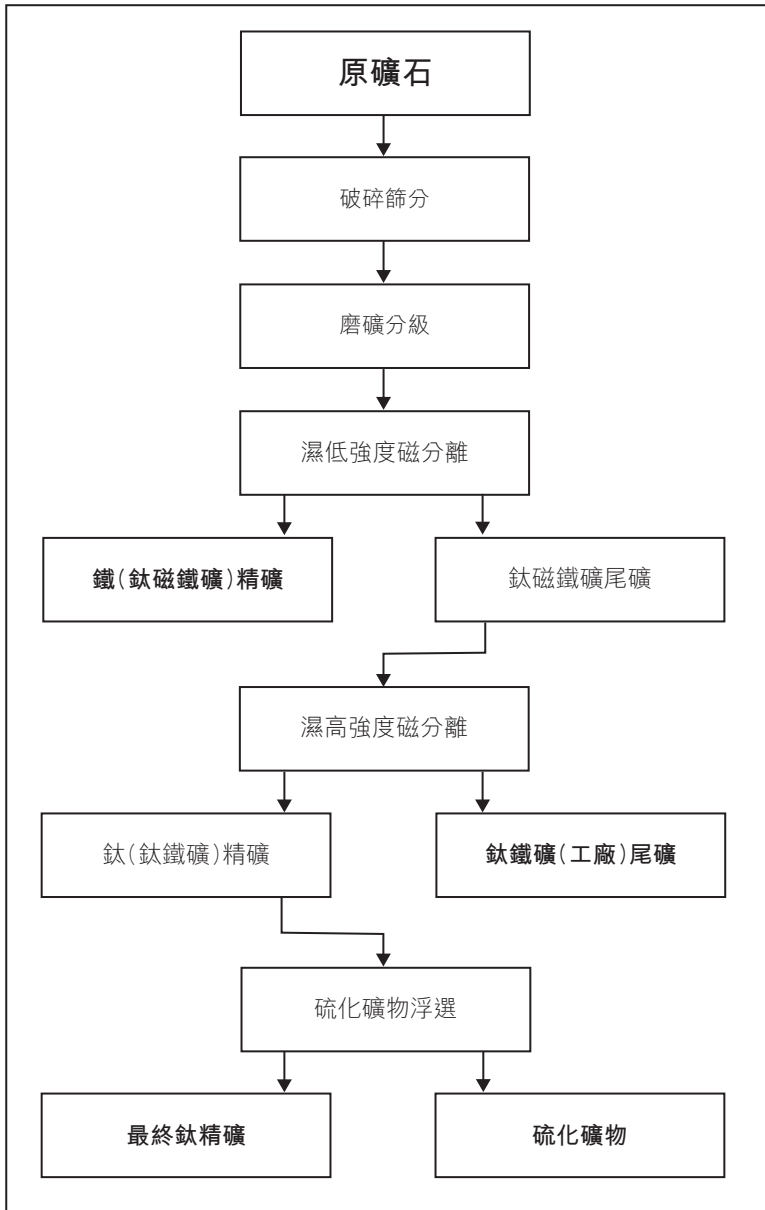 原礦石
破碎篩分
磨礦分級
濕低強度磁分離
鐵(鈦磁鐵礦)精礦
鈦磁鐵礦尾礦
濕高強度磁分離
鈦(鈦鐵礦)精礦
鈦鐵礦(工廠)尾礦
硫化礦物浮選
最終鈦精礦
硫化礦物